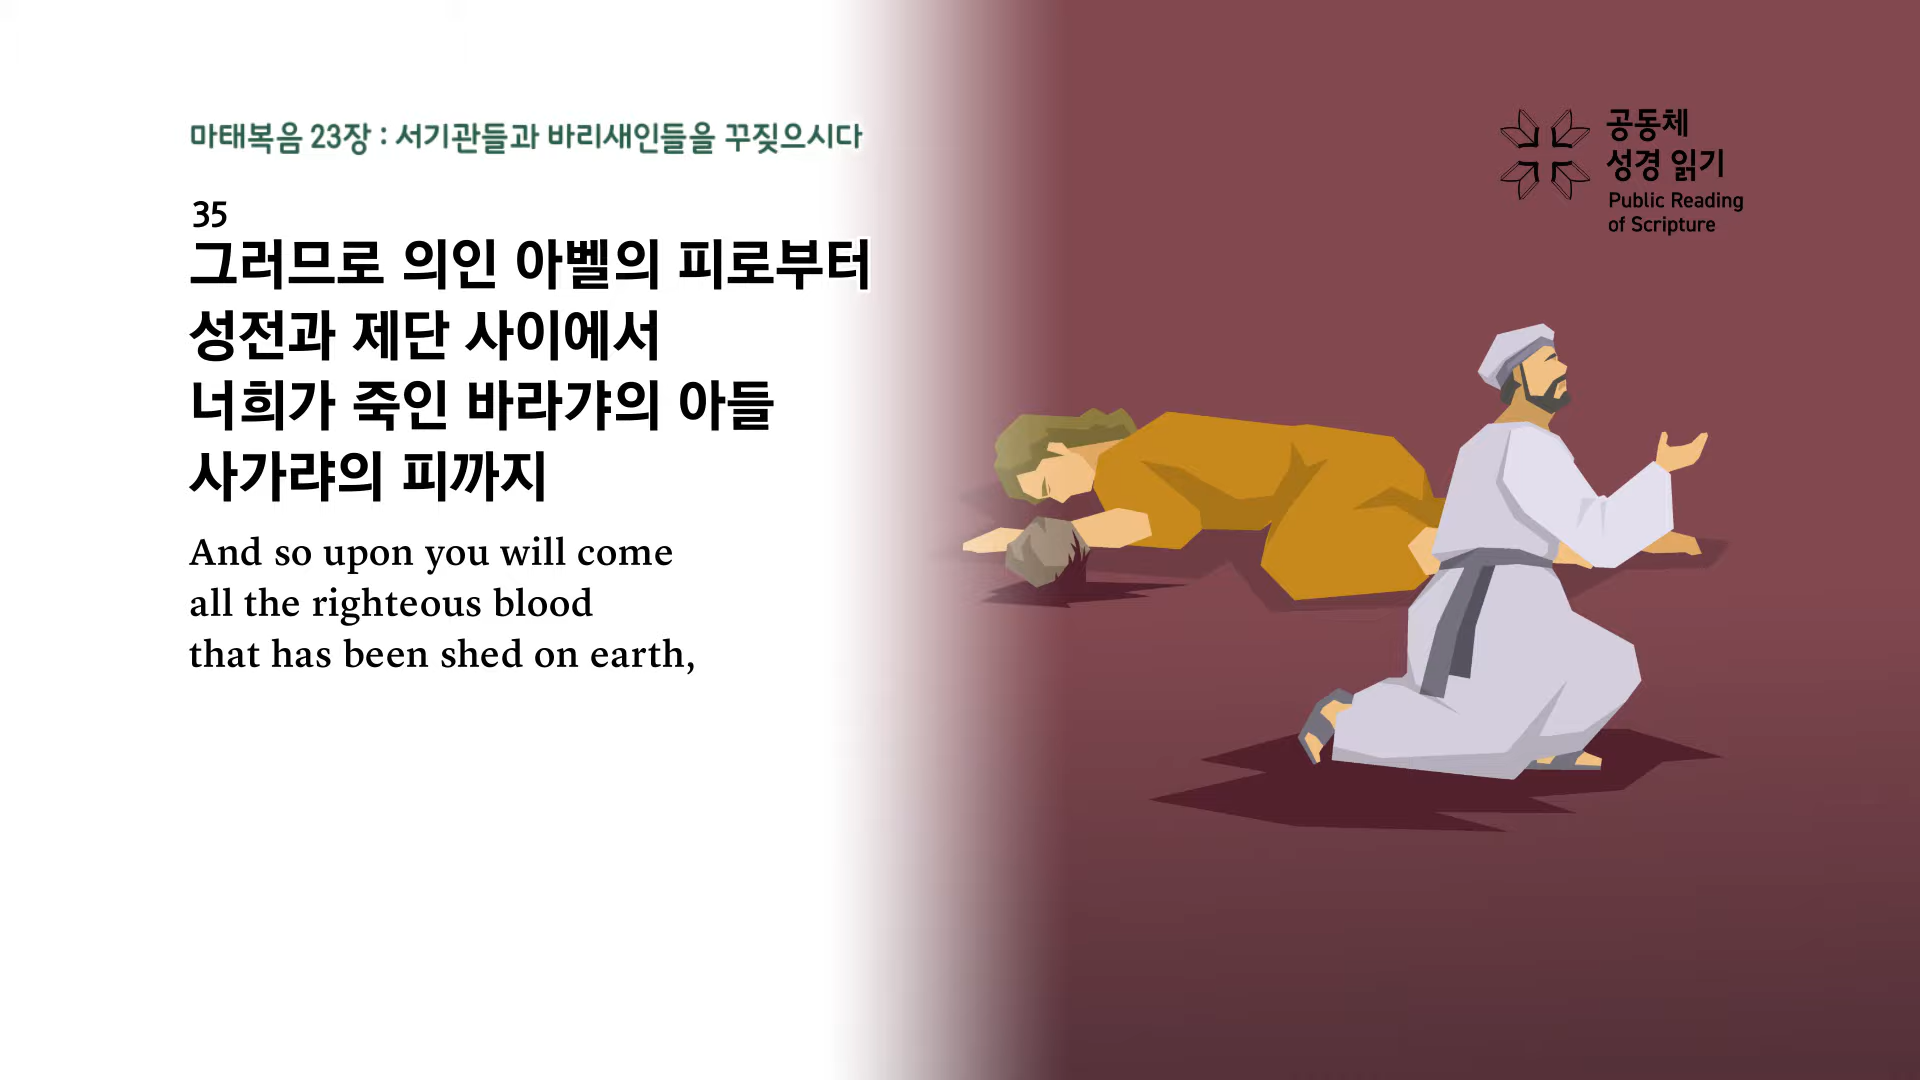 마태복음 23장 : 서기관들과 바리새인들을 꾸짖으시다
35
그러므로 의인 아벨의 피로부터
성전과 제단 사이에서
너희가 죽인 바라갸의 아들
사가랴의 피까지
And so upon you will come
all the righteous blood
that has been shed on earth,
공동체
성경 읽기
Public Reading
of Scripture